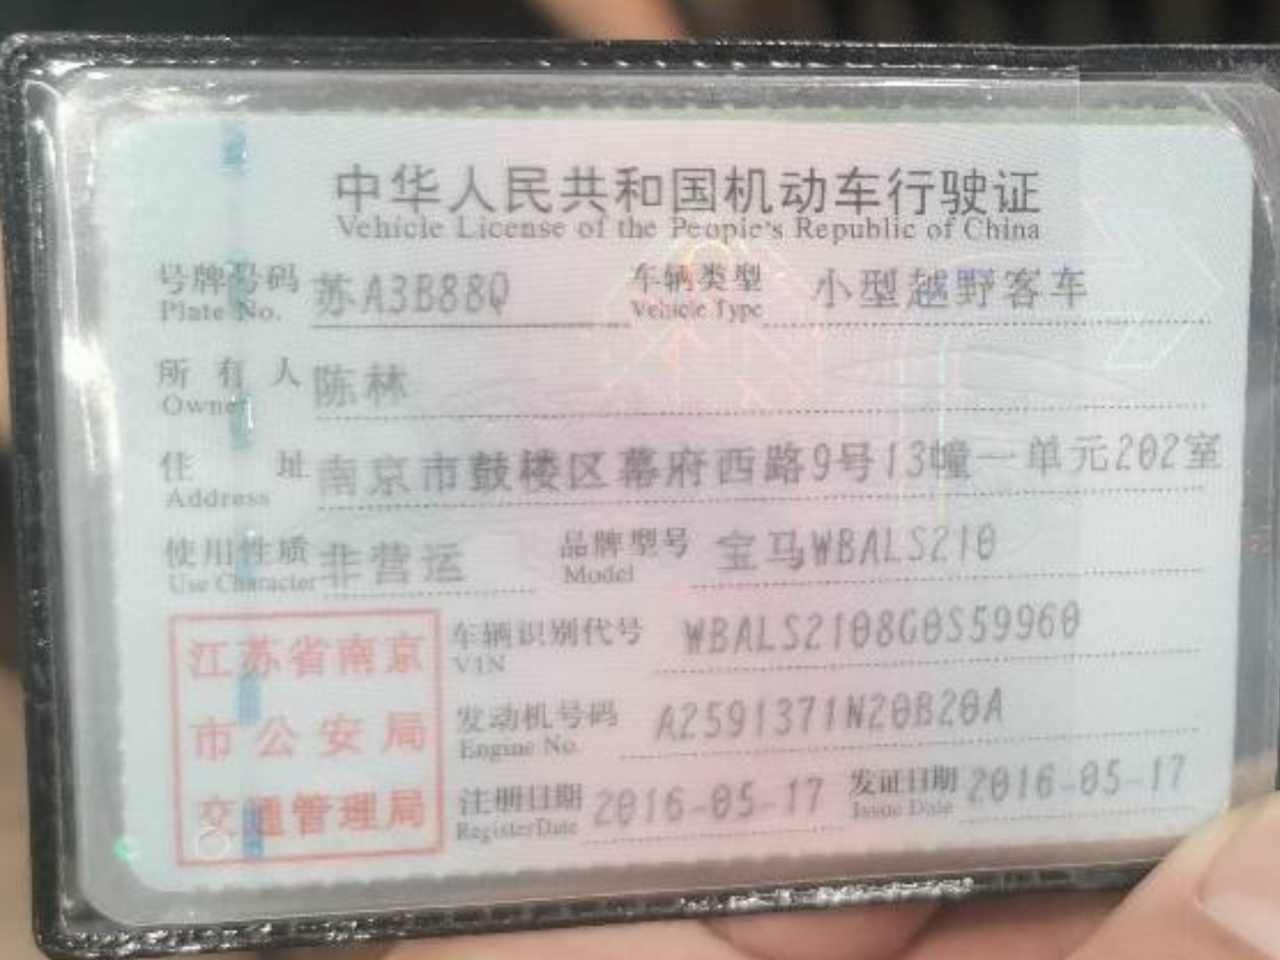 中华人民共和国机动车行驶证
Vehicle License of the People's Republic of China
号牌号码 苏A3B88Q 车辆类型 小型越野客车
Plate No. Vehicle Type
所有人 陈林
Owner
住址 南京市鼓楼区幕府西路9号13幢一单元202室
Address
使用性质 非营运 品牌型号 宝马WBALS210
Use Character Model
江苏省南京
市公安局
交通管理局
车辆识别代号 WBALS2108G0S59960
VIN
发动机号码 A2591371N20B20A
Engine No.
注册日期 2016-05-17 发证日期 2016-05-17
Register Date Issue Date